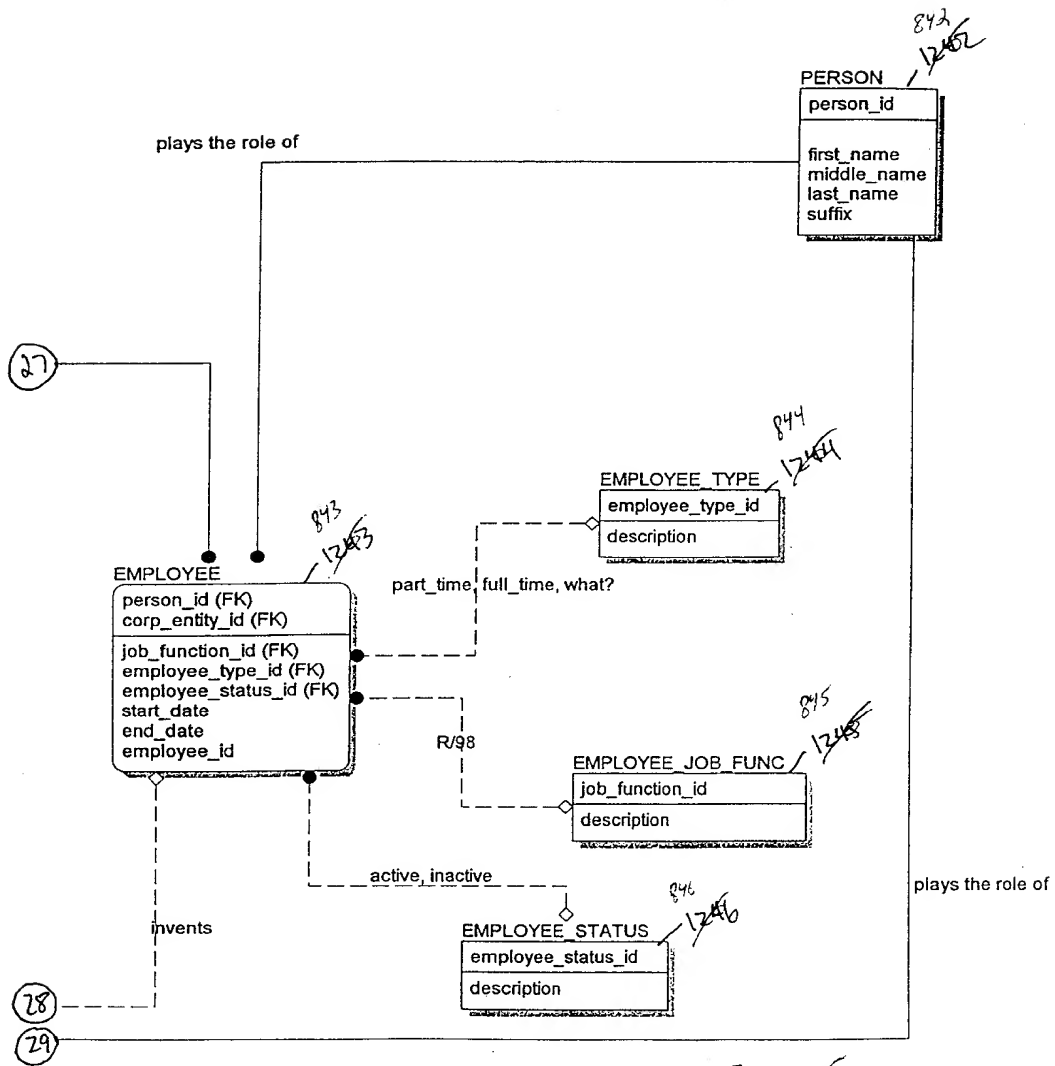 842
1242
PERSON
person_id
first_name
middle_name
last_name
suffix
plays the role of
27
844
1244
EMPLOYEE_TYPE
employee_type_id
description
843
1243
EMPLOYEE
person_id (FK)
corp_entity_id (FK)
job_function_id (FK)
employee_type_id (FK)
employee_status_id (FK)
start_date
end_date
employee_id
part_time, full_time, what?
R/98
845
1245
EMPLOYEE_JOB_FUNC
job_function_id
description
active, inactive
846
1246
EMPLOYEE_STATUS
employee_status_id
description
plays the role of
invents
28
29